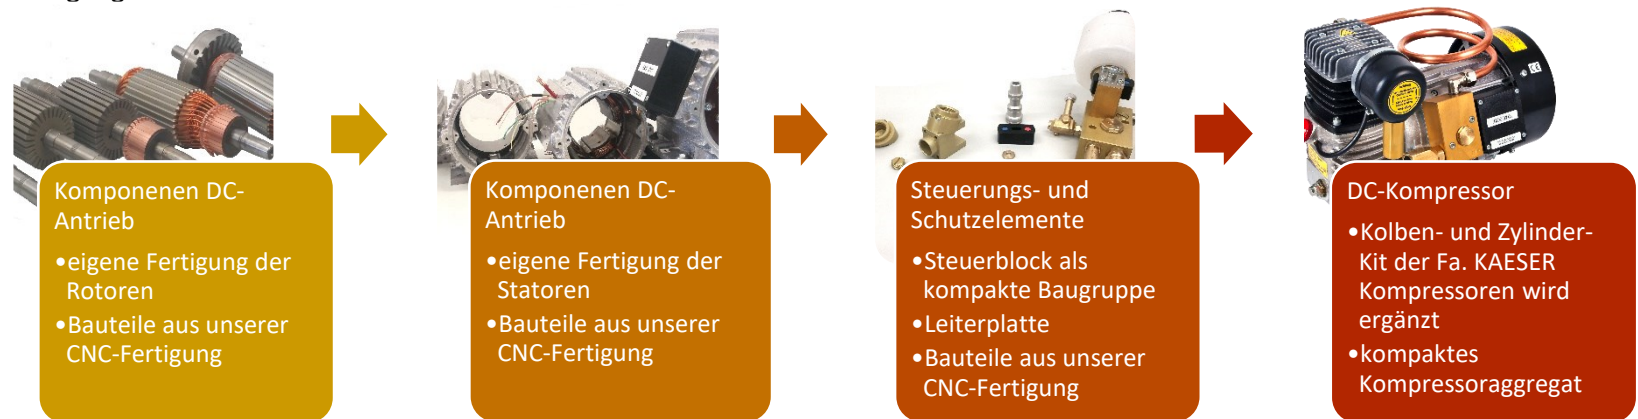 Komponenen DC-
Antrieb
•eigene Fertigung der
Rotoren
•Bauteile aus unserer
CNC-Fertigung
Komponenen DC-
Antrieb
•eigene Fertigung der
Statoren
•Bauteile aus unserer
CNC-Fertigung
Steuerungs- und
Schutzelemente
•Steuerblock als
kompakte Baugruppe
•Leiterplatte
•Bauteile aus unserer
CNC-Fertigung
DC-Kompressor
•Kolben- und Zylinder-
Kit der Fa. KAESER
Kompressoren wird
ergänzt
•kompaktes
Kompressoraggregat